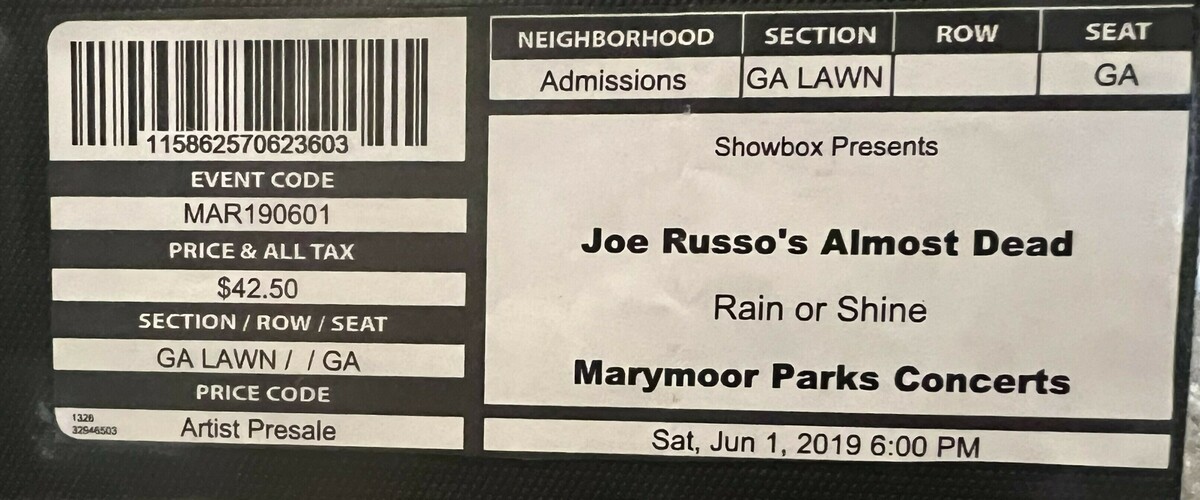 115862570623603
EVENT CODE
MAR190601
PRICE & ALL TAX
$42.50
SECTION / ROW / SEAT
GA LAWN / / GA
PRICE CODE
1326
32946503
Artist Presale
NEIGHBORHOOD SECTION ROW SEAT
Admissions GA LAWN GA
Showbox Presents
Joe Russo's Almost Dead
Rain or Shine
Marymoor Parks Concerts
Sat, Jun 1, 2019 6:00 PM